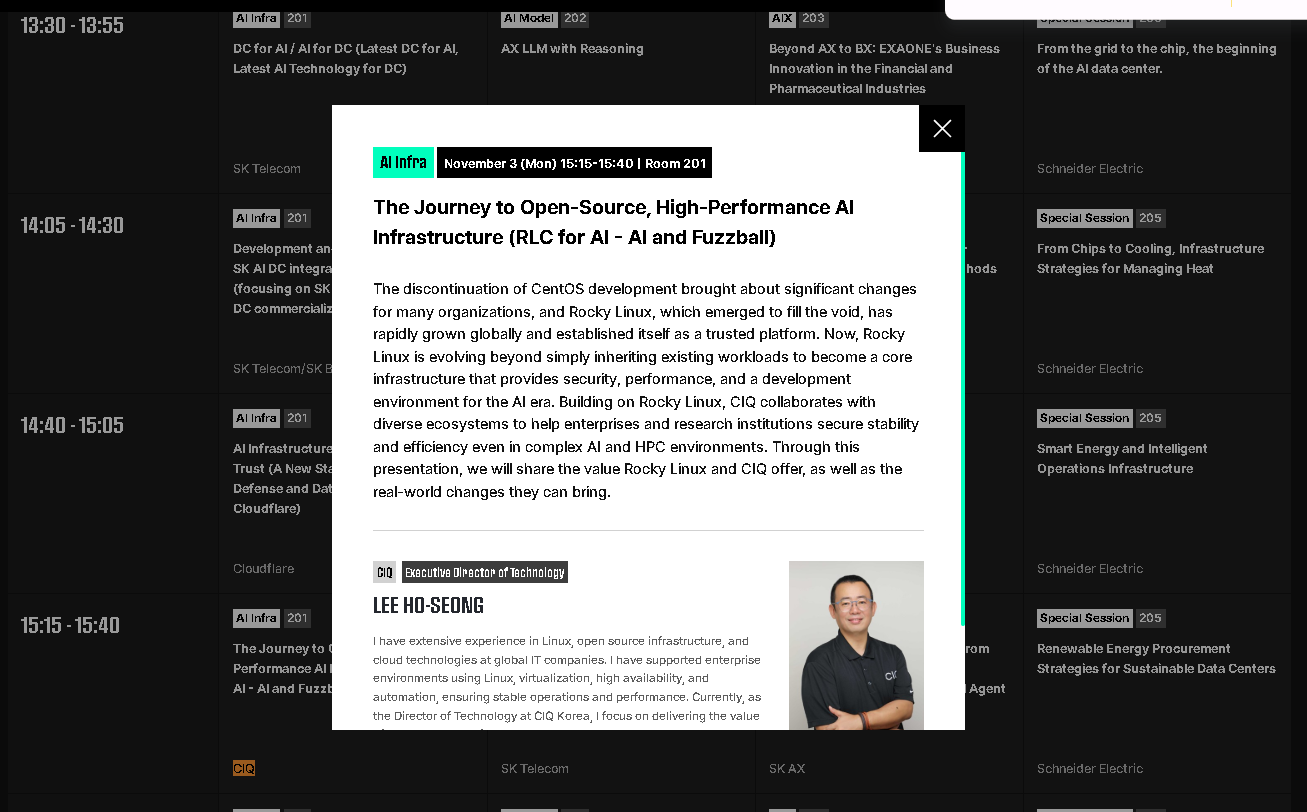 13:30 - 13:55
AI Infra 201
DC for AI / AI for DC (Latest DC for AI,
Latest AI Technology for DC)
SK Telecom
AI Model 202
AX LLM with Reasoning
AIX 203
Beyond AX to BX: EXAONE's Business
Innovation in the Financial and
Pharmaceutical Industries
Special Session 205
From the grid to the chip, the beginning
of the AI data center.
Schneider Electric
AI Infra November 3 (Mon) 15:15-15:40 | Room 201
The Journey to Open-Source, High-Performance AI
Infrastructure (RLC for AI - AI and Fuzzball)
The discontinuation of CentOS development brought about significant changes
for many organizations, and Rocky Linux, which emerged to fill the void, has
rapidly grown globally and established itself as a trusted platform. Now, Rocky
Linux is evolving beyond simply inheriting existing workloads to become a core
infrastructure that provides security, performance, and a development
environment for the AI era. Building on Rocky Linux, CIQ collaborates with
diverse ecosystems to help enterprises and research institutions secure stability
and efficiency even in complex AI and HPC environments. Through this
presentation, we will share the value Rocky Linux and CIQ offer, as well as the
real-world changes they can bring.
CIQ Executive Director of Technology
LEE HO-SEONG
I have extensive experience in Linux, open source infrastructure, and
cloud technologies at global IT companies. I have supported enterprise
environments using Linux, virtualization, high availability, and
automation, ensuring stable operations and performance. Currently, as
the Director of Technology at CIQ Korea, I focus on delivering the value
14:05 - 14:30
AI Infra 201
Development
SK AI DC
(focusing on SK
DC
SK Telecom/SK
Special Session 205
From Chips to Cooling, Infrastructure
Strategies for Managing Heat
Schneider Electric
14:40 - 15:05
AI Infra 201
AI Infrastructure
Trust (A New
Defense and
Cloudflare)
Cloudflare
Special Session 205
Smart Energy and Intelligent
Operations Infrastructure
Schneider Electric
15:15 - 15:40
AI Infra 201
The Journey to
Performance AI
AI - AI and
CIQ
SK Telecom
Agent
SK AX
Special Session 205
Renewable Energy Procurement
Strategies for Sustainable Data Centers
Schneider Electric